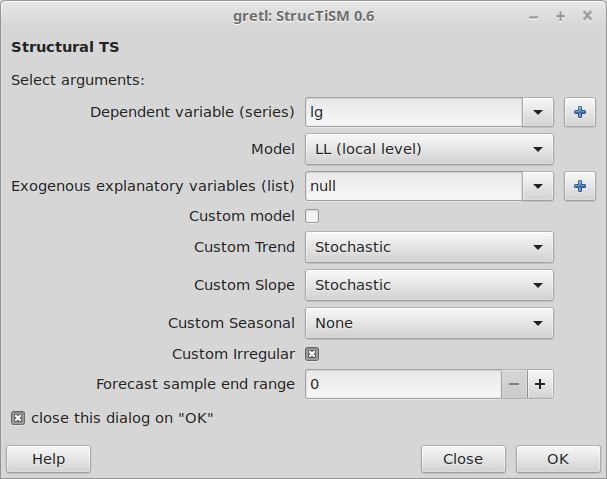 gretl: StrucTiSM 0.6
Structural TS
Select arguments:
Dependent variable (series) lg
Model LL (local level)
Exogenous explanatory variables (list) null
Custom model
Custom Trend Stochastic
Custom Slope Stochastic
Custom Seasonal None
Custom Irregular
Forecast sample end range 0
close this dialog on "OK"
Help Close OK